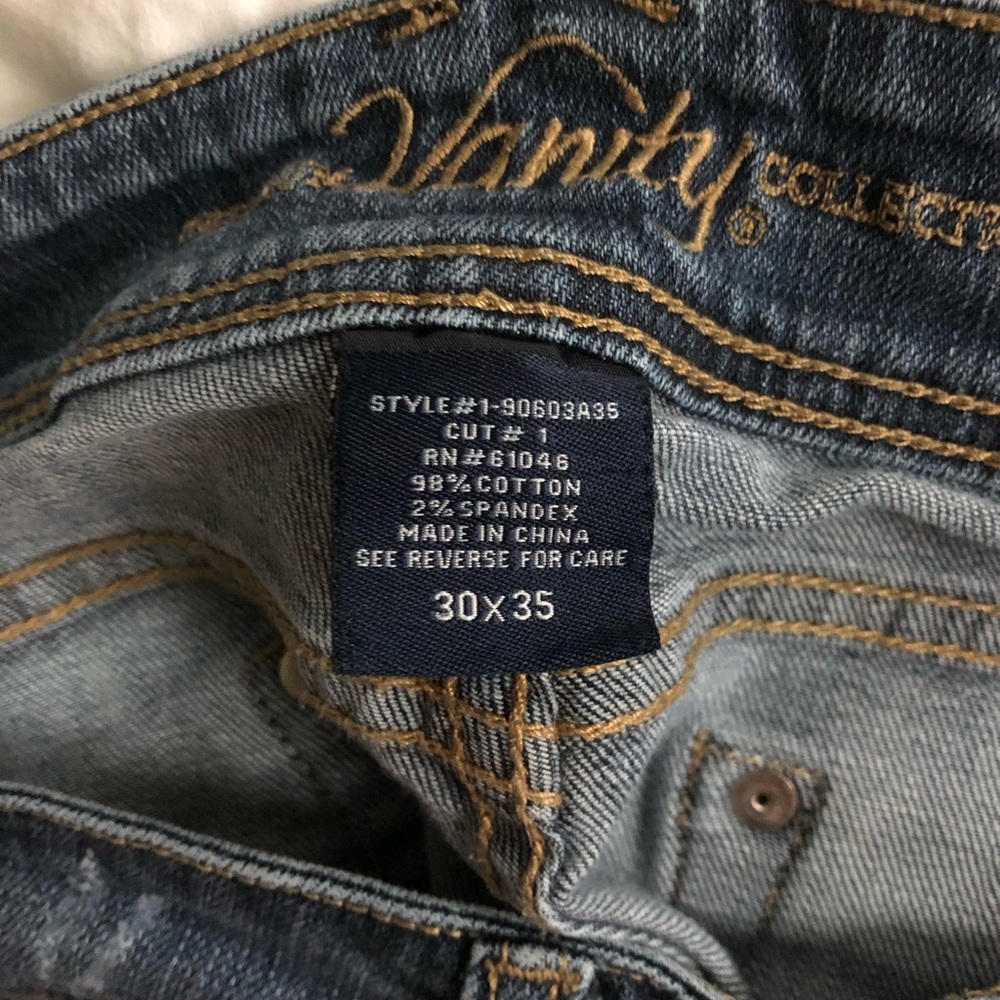 Vanity®
STYLE#1-90603A35
CUT# 1
RN#61046
98%COTTON
2%SPANDEX
MADE IN CHINA
SEE REVERSE FOR CARE
30X35